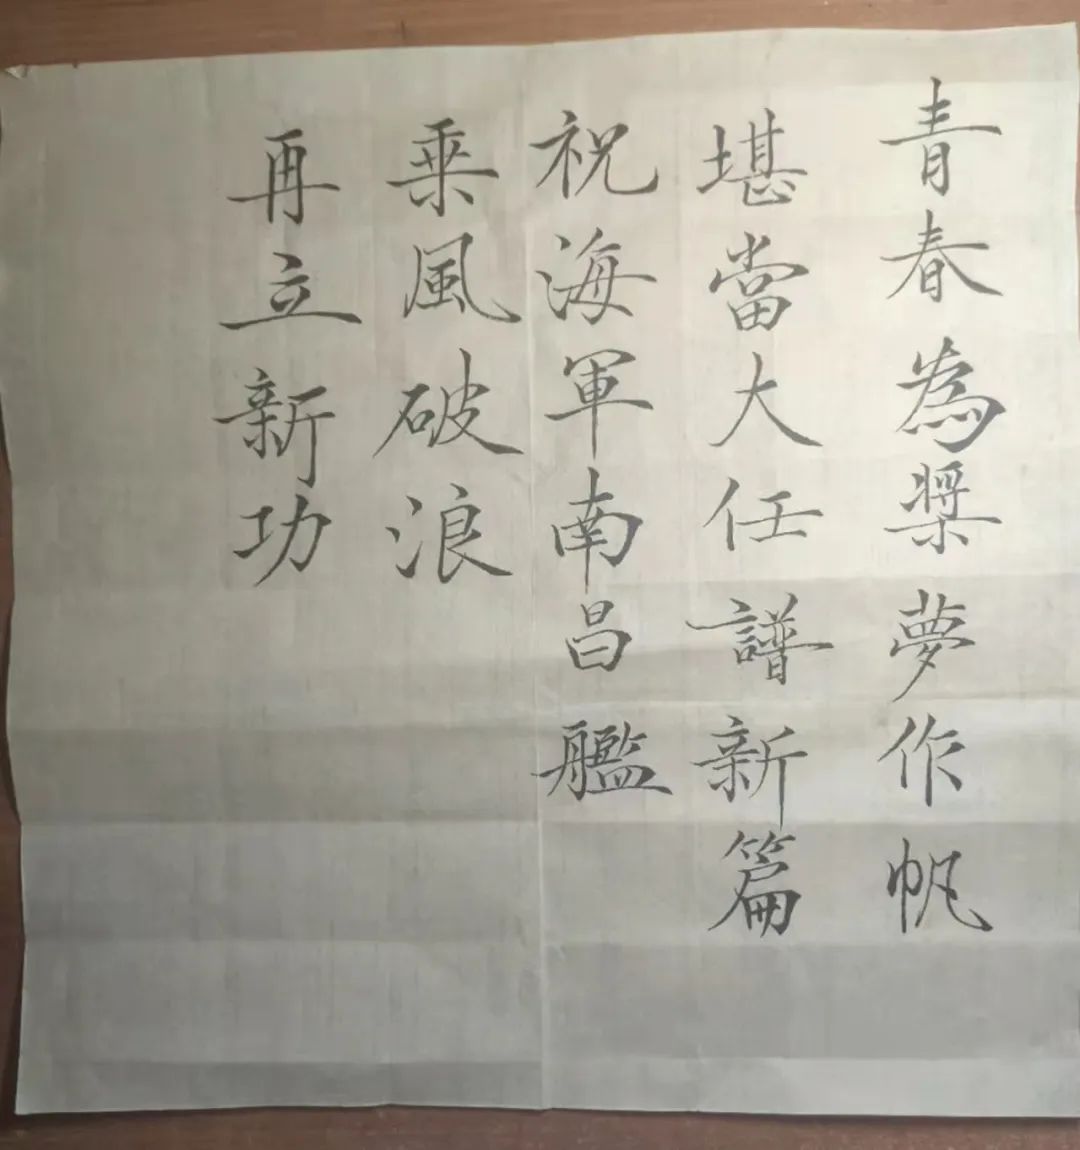 青春為槳夢作帆
堪當大任譜新篇
祝海軍南昌艦
乘風破浪
再立新功